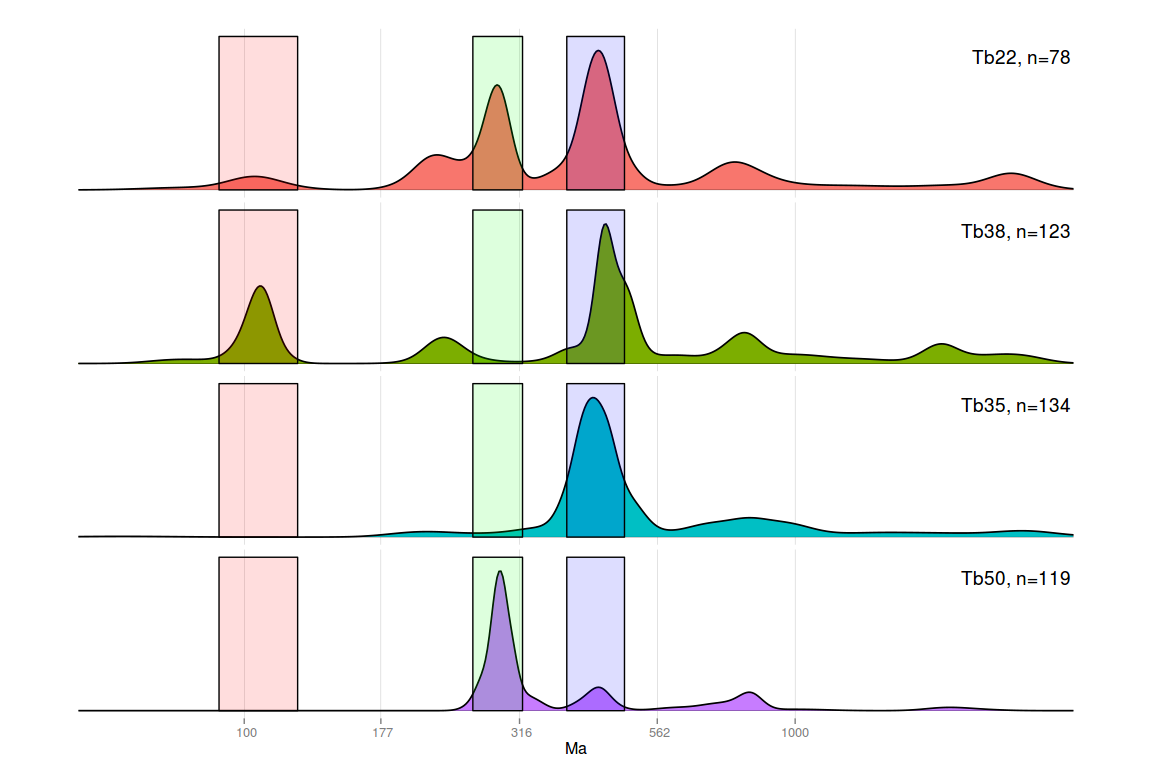 Tb22, n=78
Tb38, n=123
Tb35, n=134
Tb50, n=119
100 177 316 562 1000
Ma